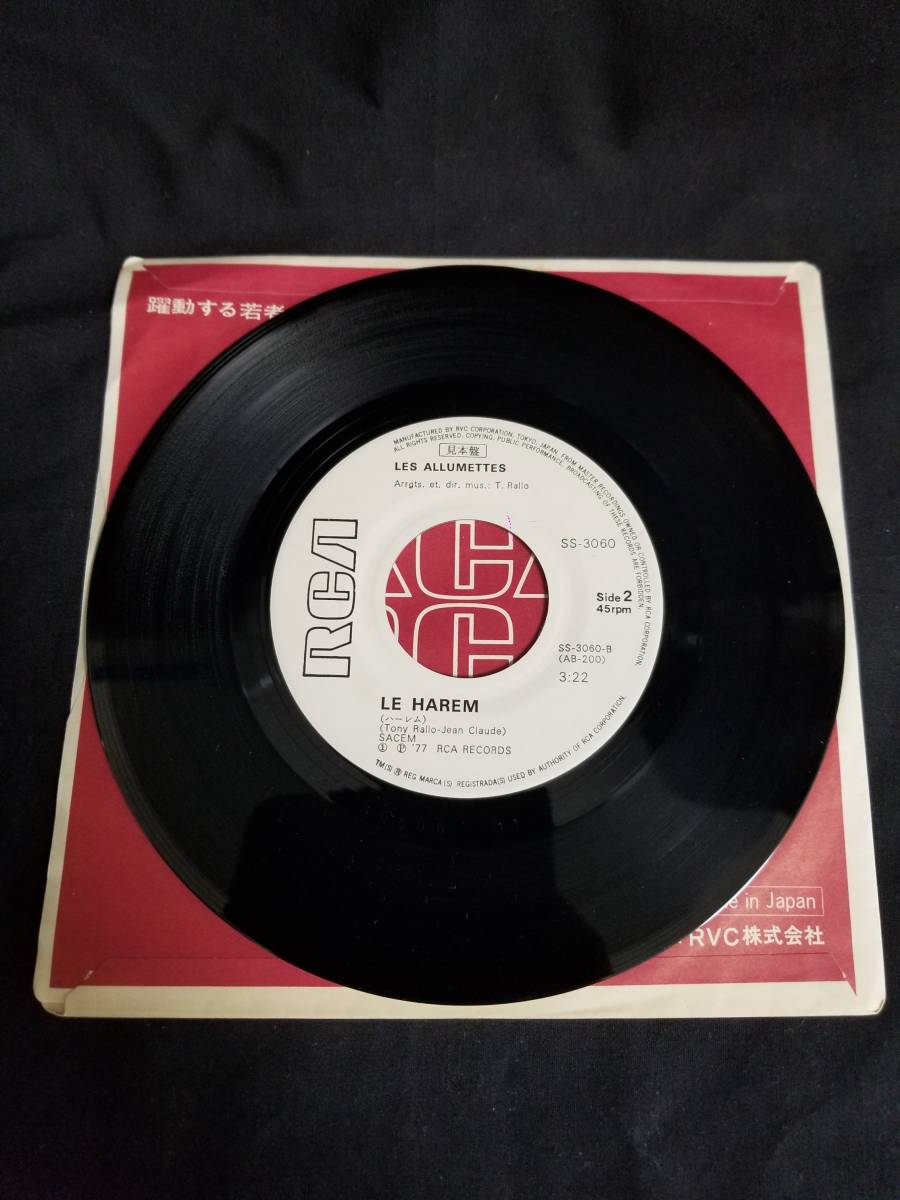 躍動する若者
MANUFACTURED BY RVC CORPORATION, TOKYO, JAPAN, FROM MASTER RECORDINGS OWNED OR CONTROLLED BY RCA CORPORATION.
ALL RIGHTS RESERVED. COPYING, PUBLIC PERFORMANCE, BROADCASTING OF THESE RECORDS ARE FORBIDDEN.
見本盤
LES ALLUMETTES
Arrgts. et. dir. mus.: T. Rallo
RCA
SS-3060
Side 2
45rpm
SS-3060-B
(AB-200)
3:22
LE HAREM
(ハーレム)
(Tony Rallo-Jean Claude)
SACEM
① ℗ '77 RCA RECORDS
TM(S) ® REG MARCA(S) REGISTRADA(S) USED BY AUTHORITY OF RCA CORPORATION.
in Japan
RVC株式会社